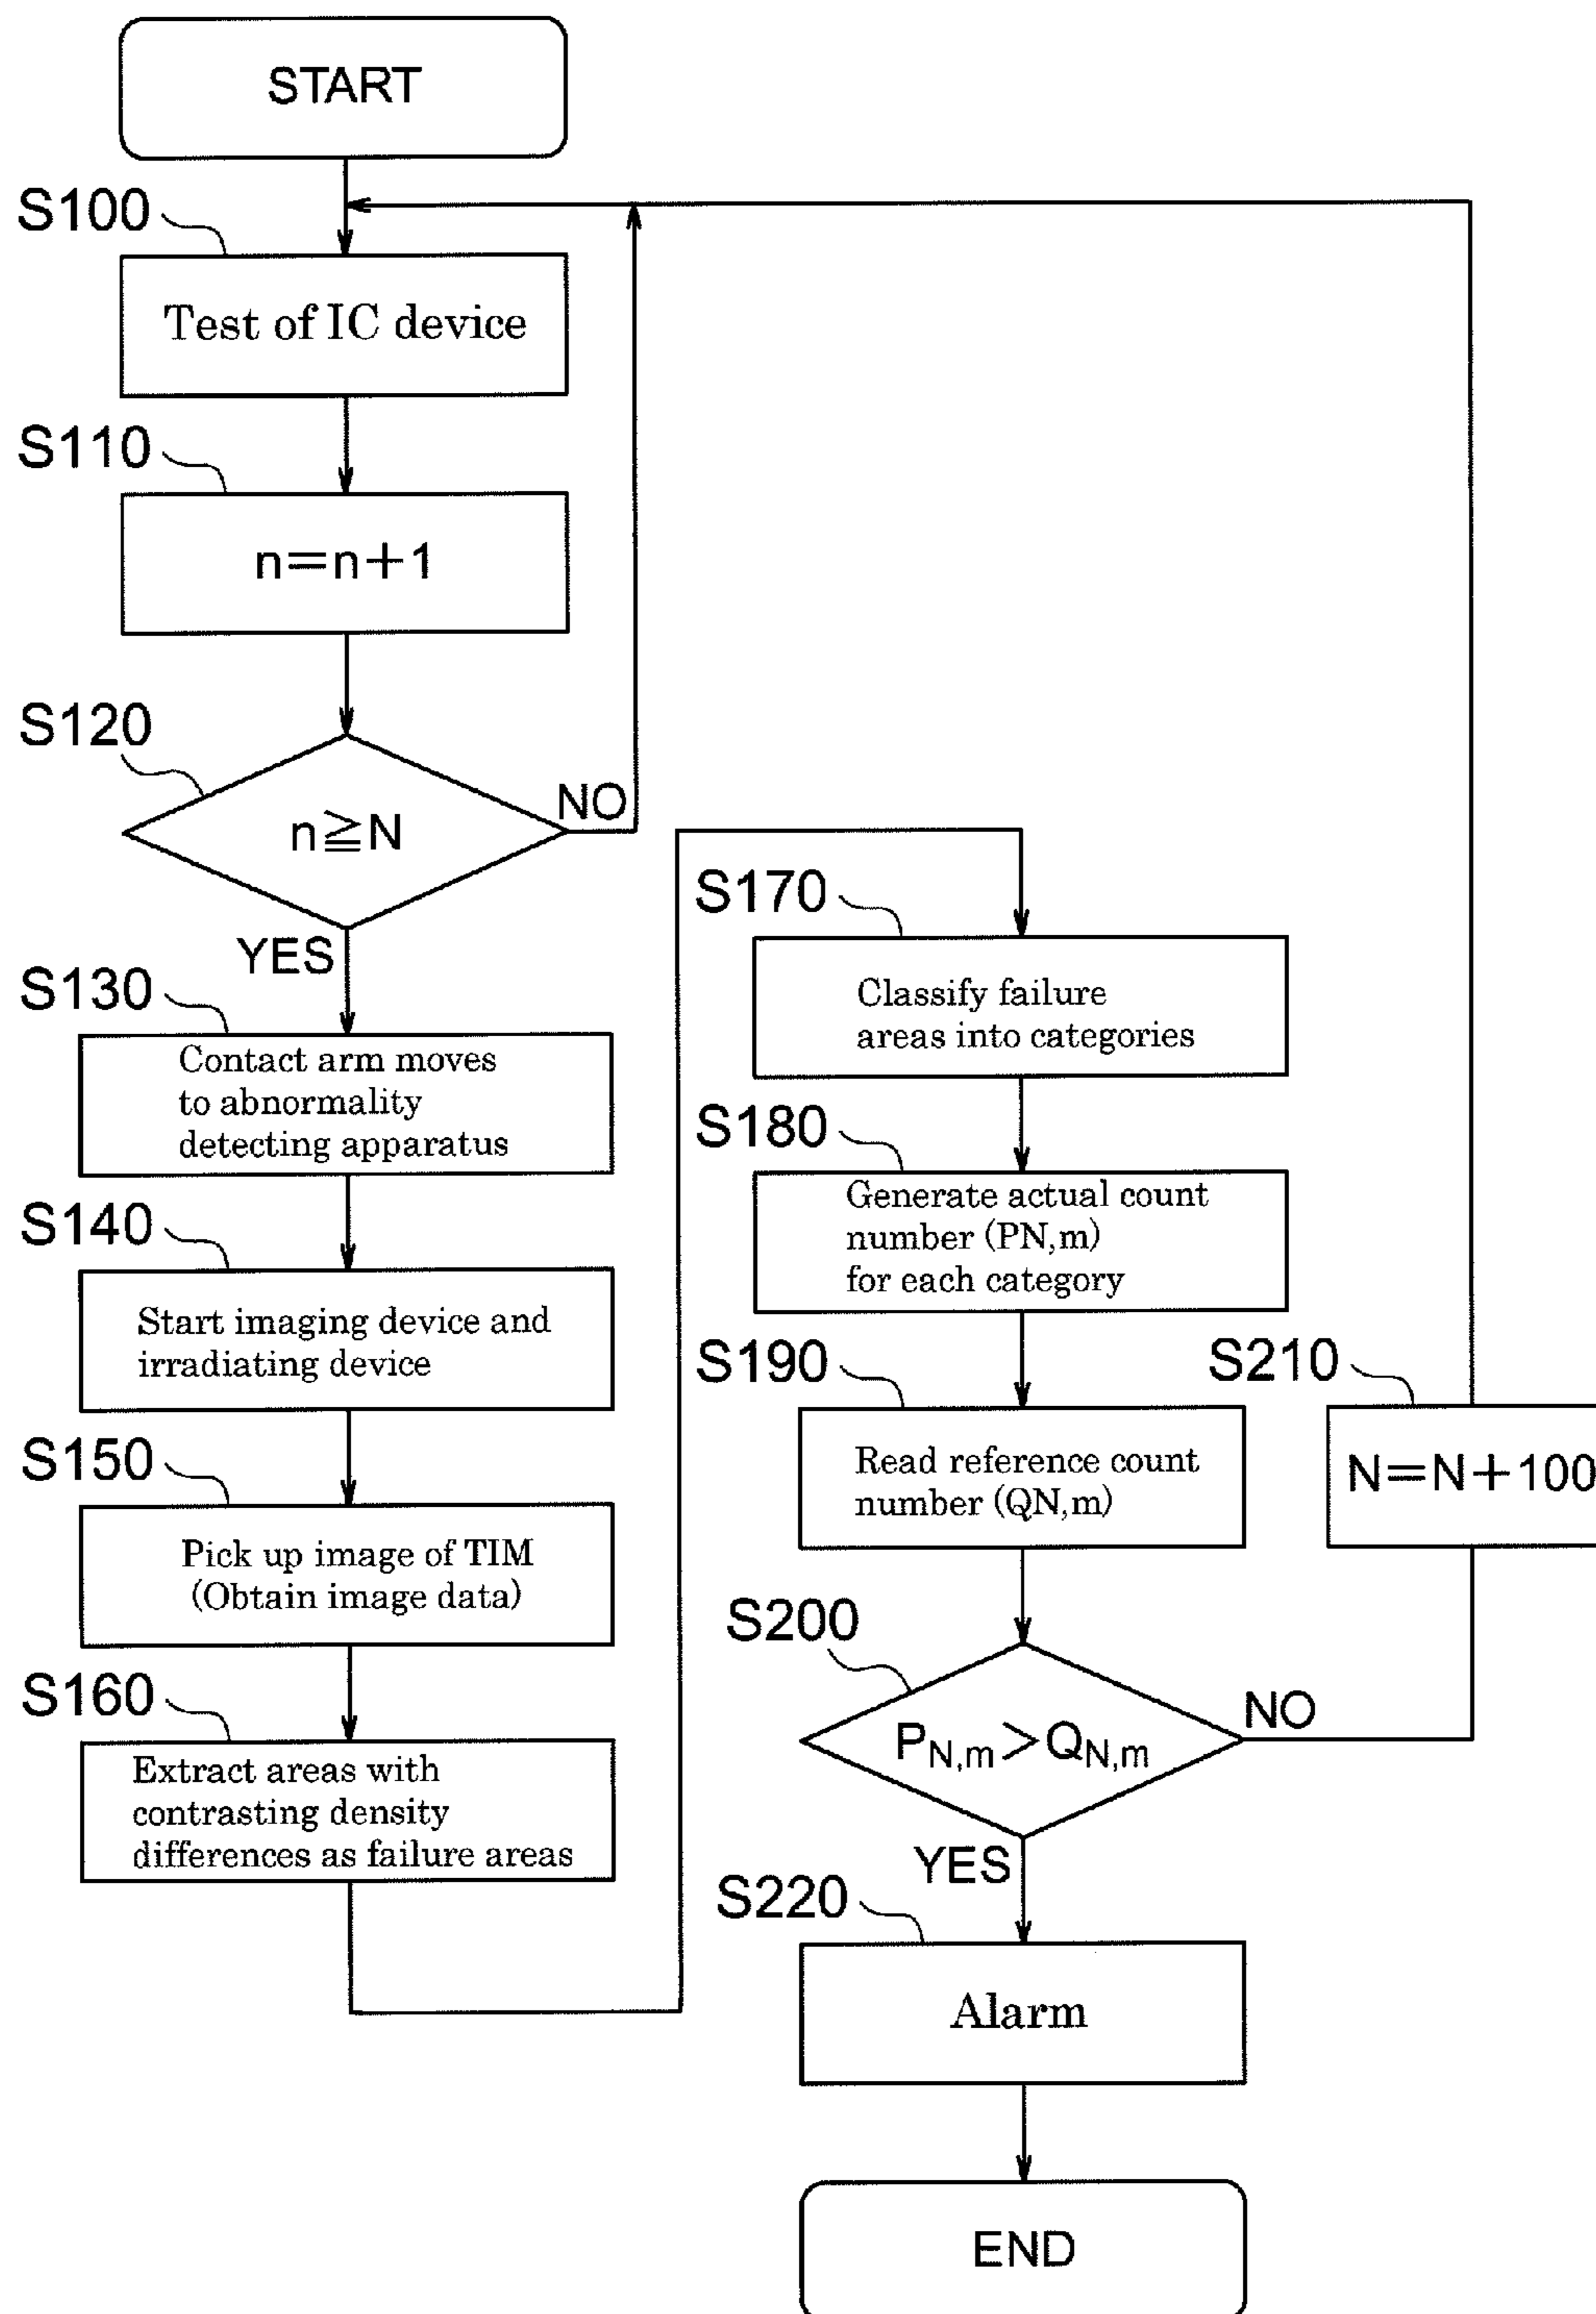 START
S100
Test of IC device
S110
n=n+1
S120
n≧N
NO
YES
S130
Contact arm moves
to abnormality
detecting apparatus
S140
Start imaging device and
irradiating device
S150
Pick up image of TIM
(Obtain image data)
S160
Extract areas with
contrasting density
differences as failure areas
S170
Classify failure
areas into categories
S180
Generate actual count
number (PN,m)
for each category
S190
Read reference count
number (QN,m)
S200
PN,m>QN,m
NO
S210
N=N+100
YES
S220
Alarm
END